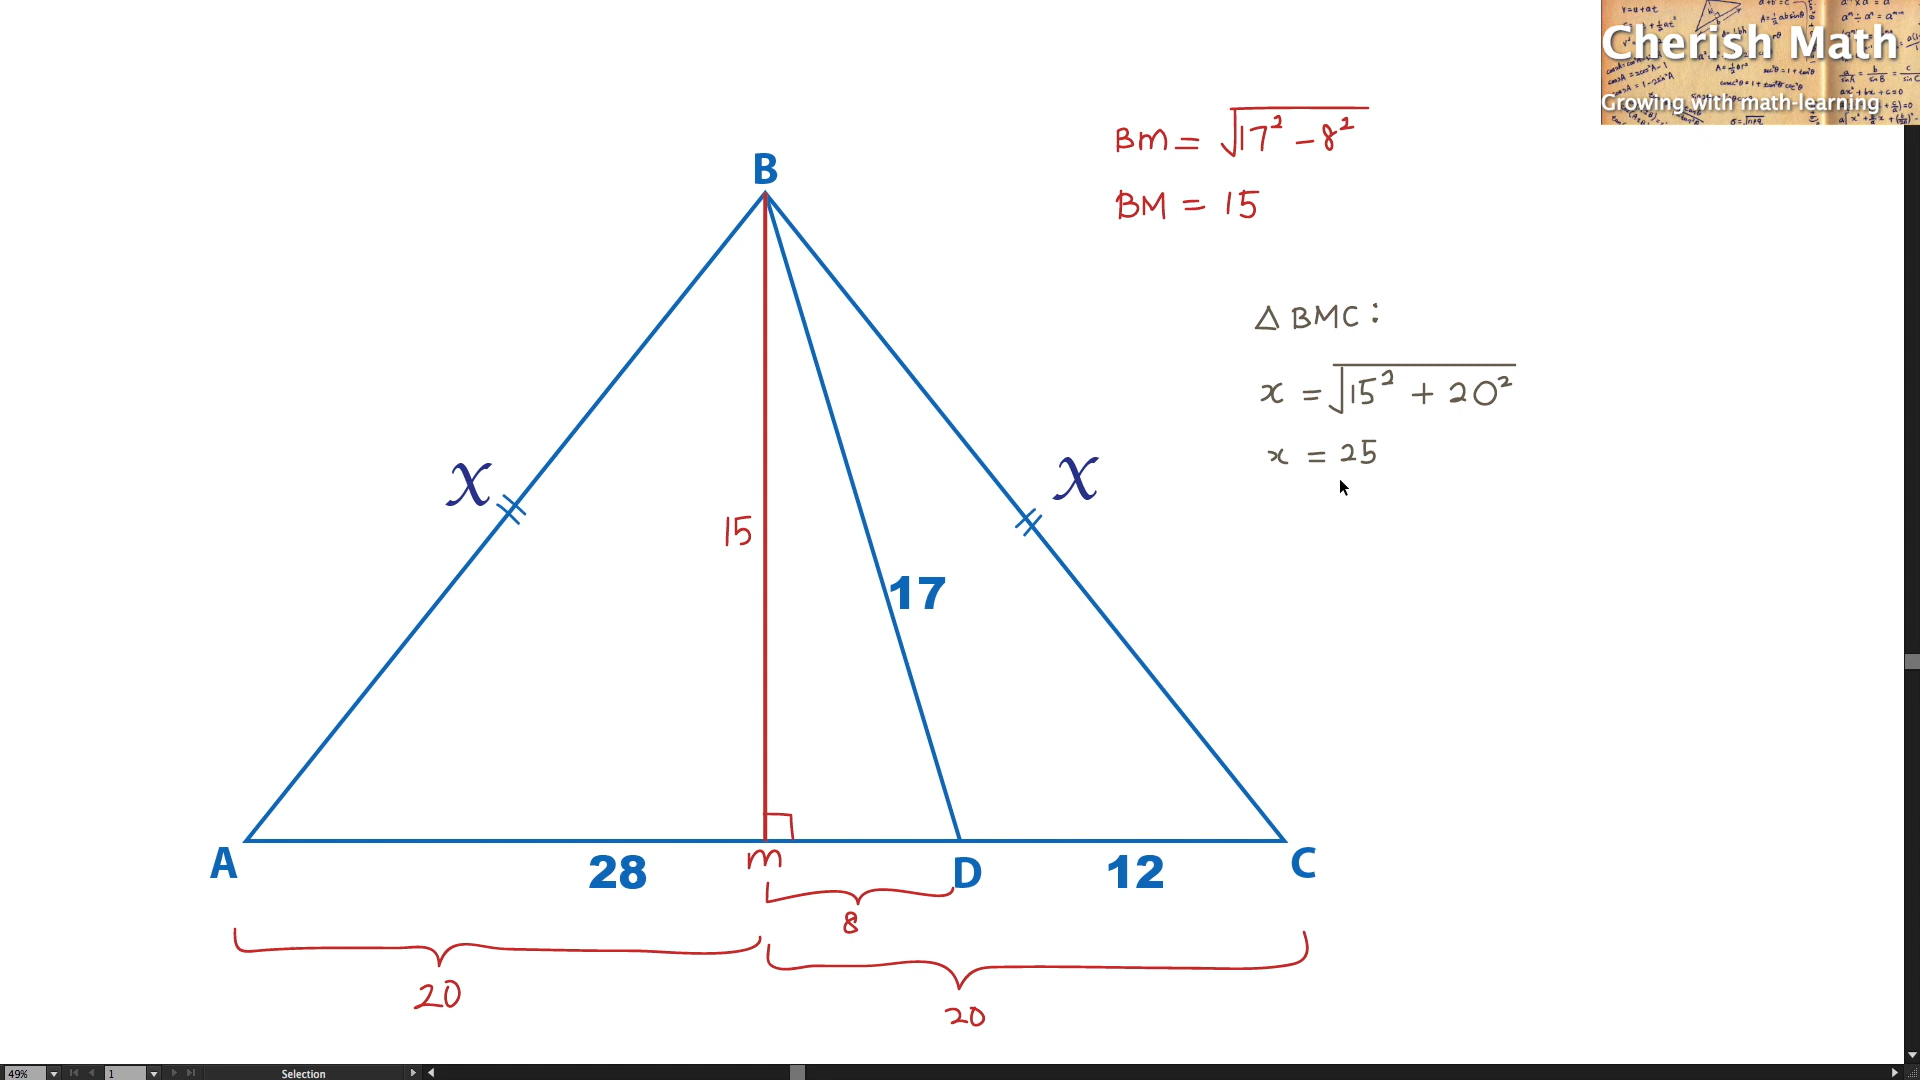 Cherish Math
Growing with math-learning
Bm = √17² – 8²
BM = 15
B
△ BMC :
x = √15² + 20²
x = 25
x
x
15
17
A
28
m
D
12
C
8
20
20
49%
1
Selection